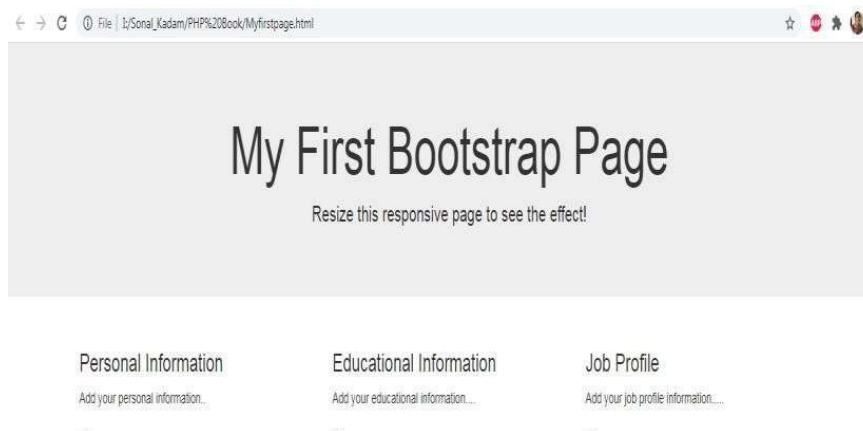 File | I:/Sonal_Kadam/PHP%20Book/Myfirstpage.html
ABP
My First Bootstrap Page
Resize this responsive page to see the effect!
Personal Information Educational Information Job Profile
Add your personal information.. Add your educational information.... Add your job profile information.....